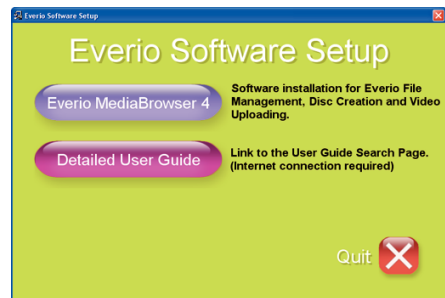 Everio Software Setup
Everio Software Setup
Everio MediaBrowser 4
Software installation for Everio File
Management, Disc Creation and Video
Uploading.
Detailed User Guide
Link to the User Guide Search Page.
(Internet connection required)
Quit